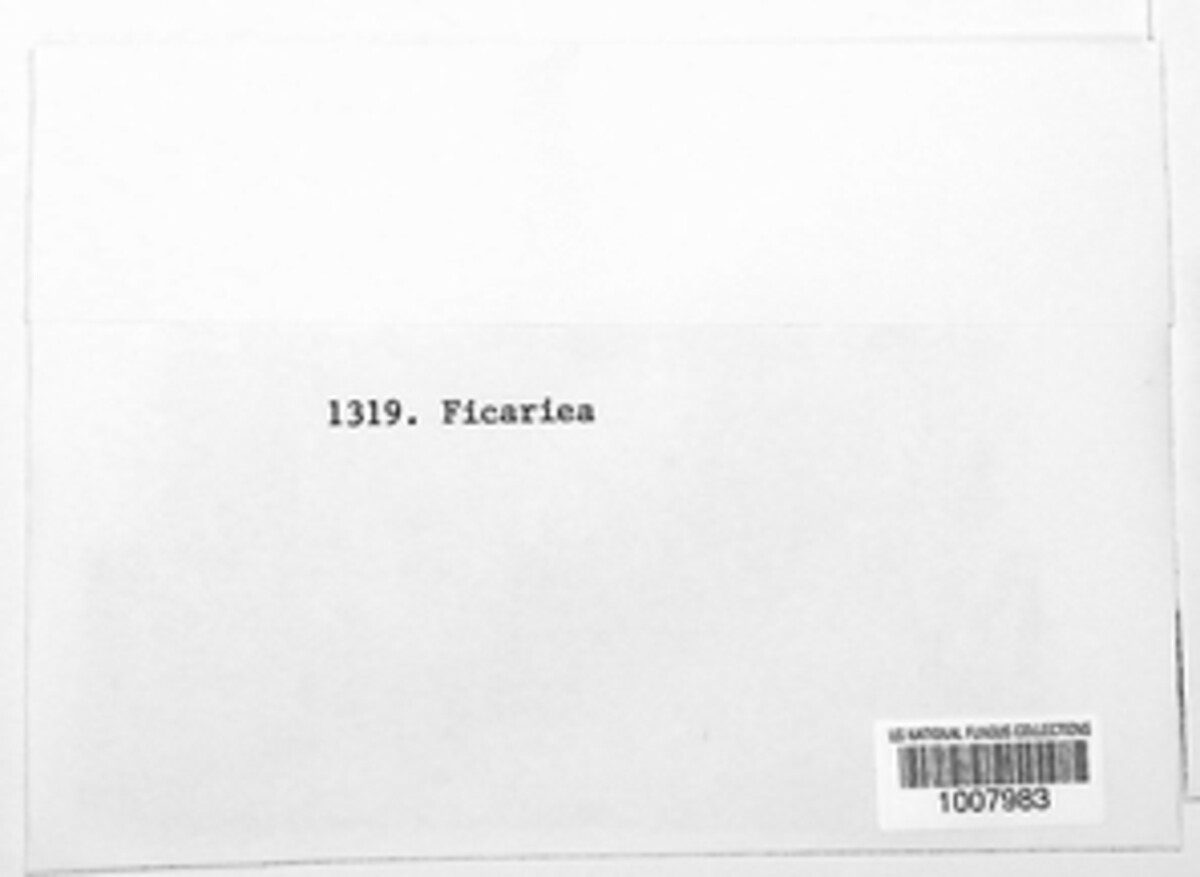 1319. Ficariea
US NATIONAL FUNGUS COLLECTIONS
1007983